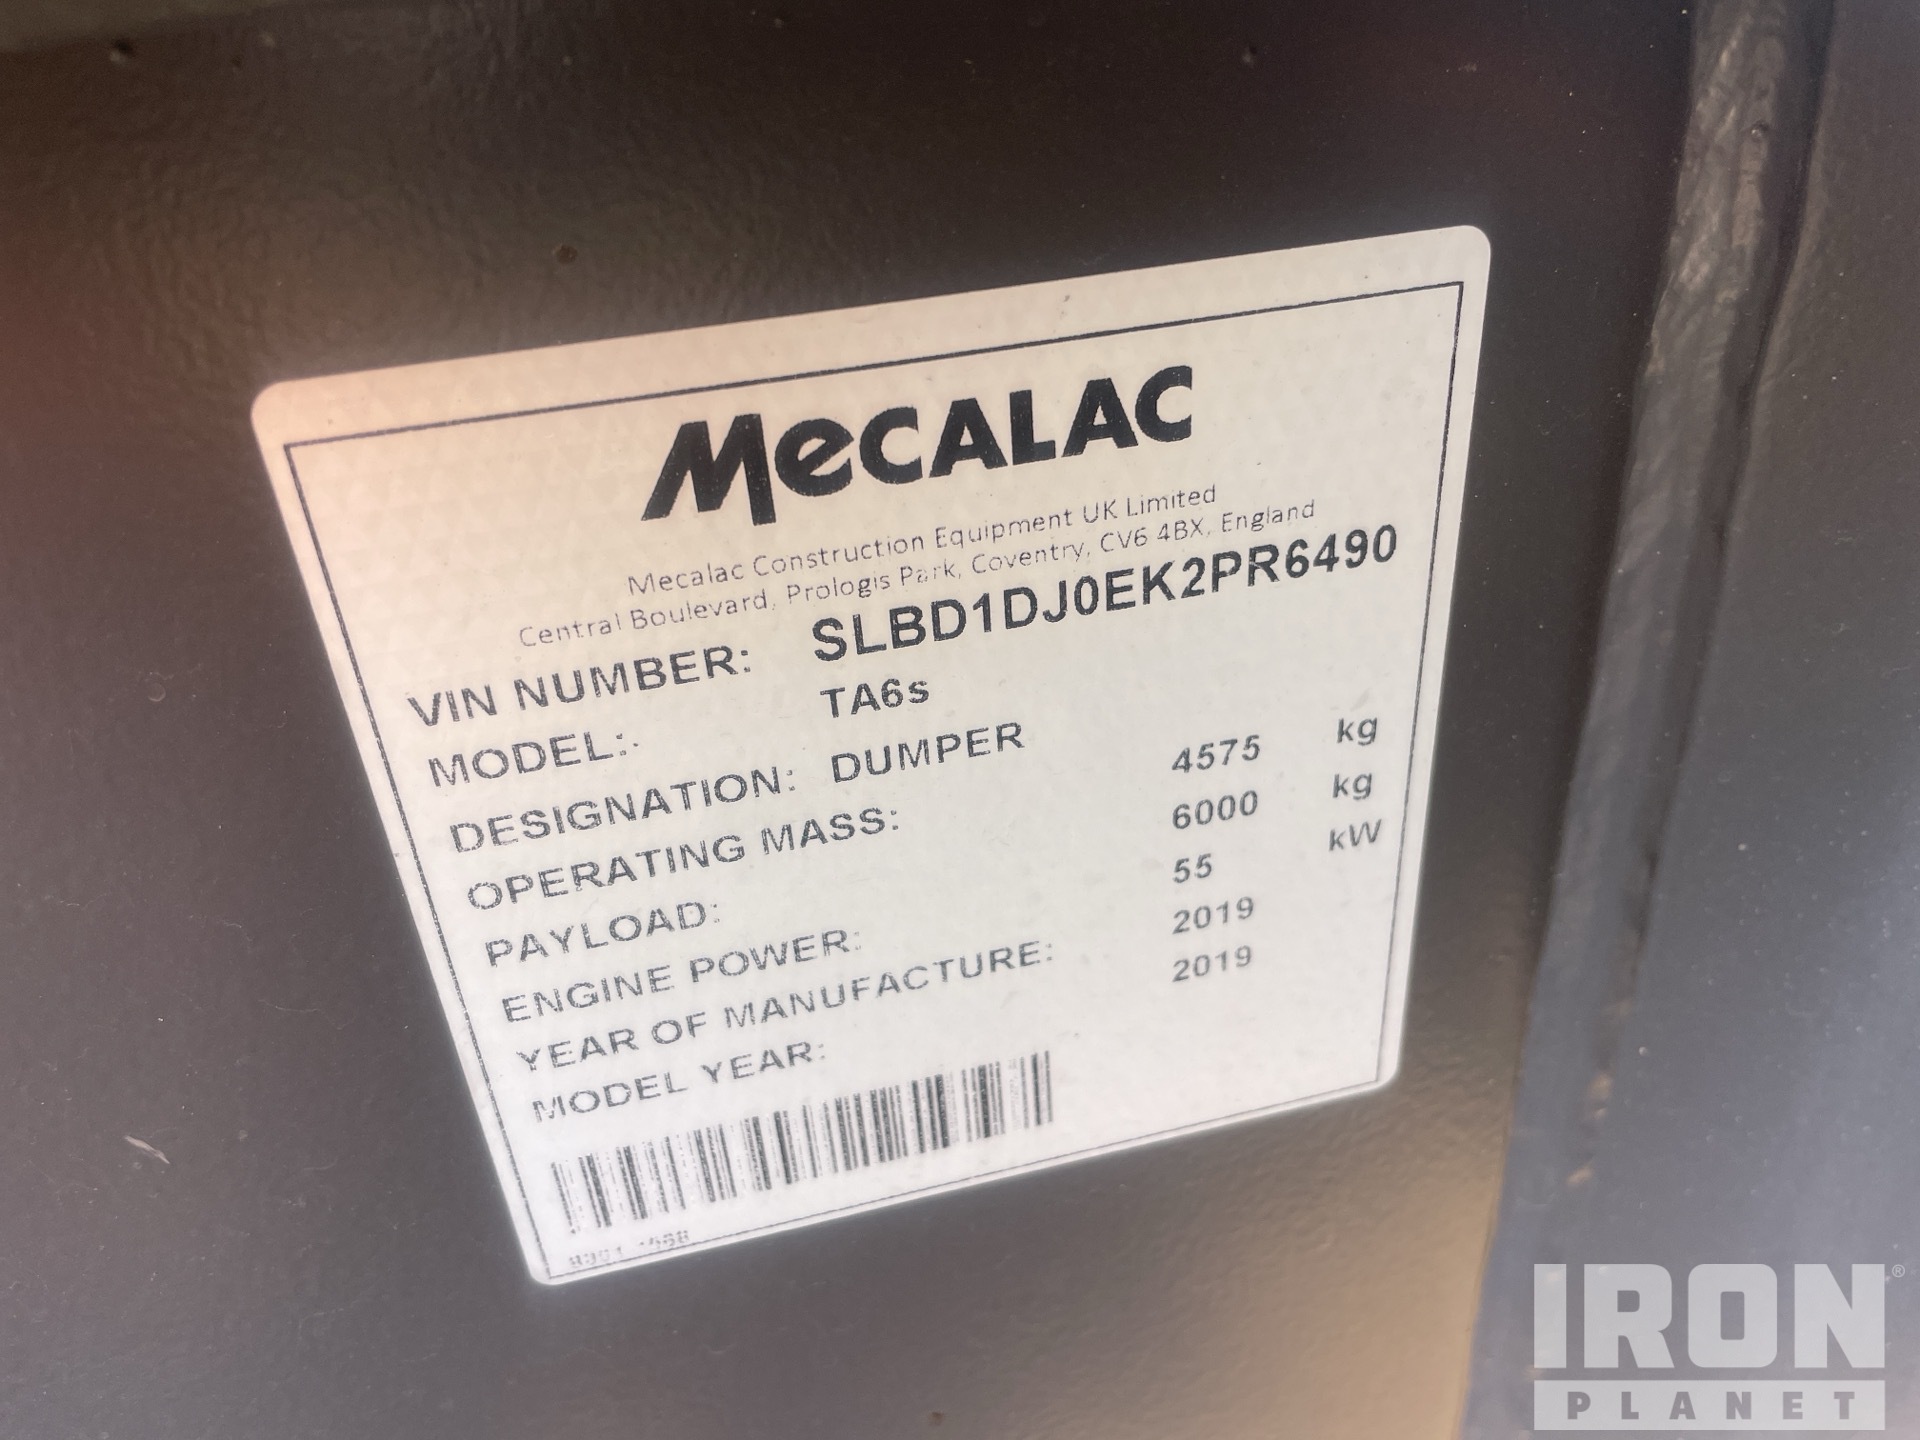 MeCALAC
Mecalac Construction Equipment UK Limited
Central Boulevard, Prologis Park, Coventry, CV6 4BX, England
VIN NUMBER: SLBD1DJ0EK2PR6490
MODEL: TA6s
DESIGNATION: DUMPER
OPERATING MASS: 4575 kg
PAYLOAD: 6000 kg
ENGINE POWER: 55 kW
YEAR OF MANUFACTURE: 2019
MODEL YEAR: 2019
IRON®
PLANET